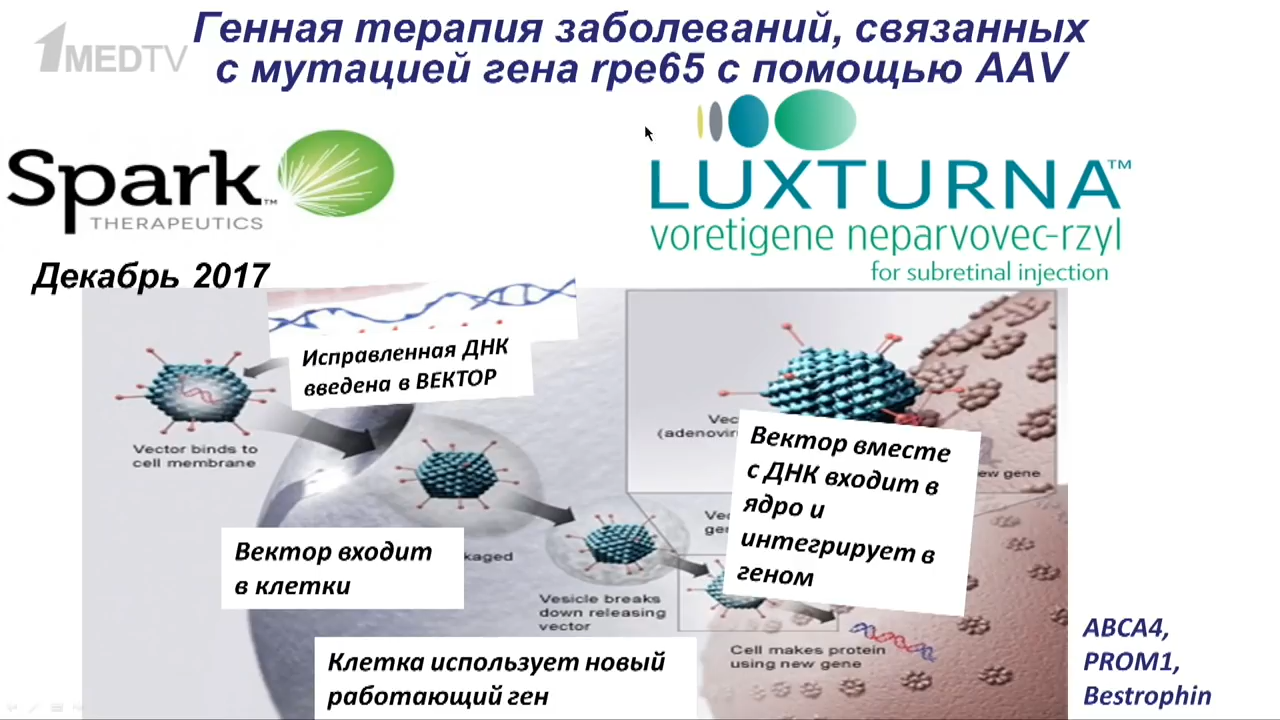 1MEDTV
Генная терапия заболеваний, связанных
с мутацией гена rpe65 с помощью AAV
Spark™
THERAPEUTICS
LUXTURNA™
voretigene neparvovec-rzyl
for subretinal injection
Декабрь 2017
Исправленная ДНК
введена в ВЕКТОР
Vector binds to
cell membrane
Вектор вместе
с ДНК входит в
ядро и
интегрирует в
геном
new gene
Вектор входит
в клетки
Vesicle breaks
down releasing
vector
Cell makes protein
using new gene
Клетка использует новый
работающий ген
ABCA4,
PROM1,
Bestrophin